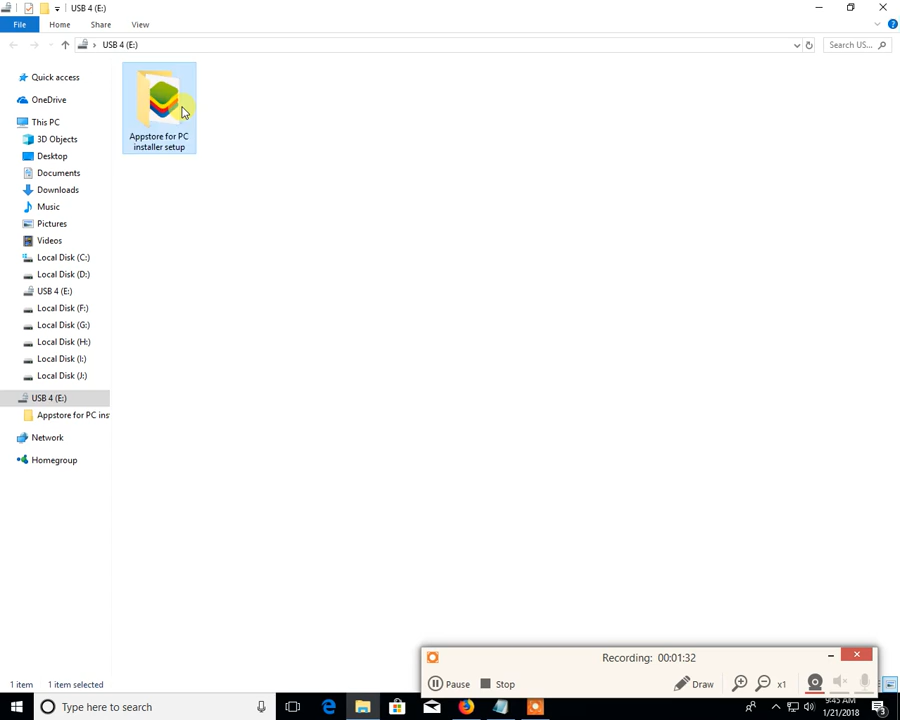 USB 4 (E:)
File Home Share View
USB 4 (E:)
Search US...
Quick access
OneDrive
This PC
3D Objects
Desktop
Documents
Downloads
Music
Pictures
Videos
Local Disk (C:)
Local Disk (D:)
USB 4 (E:)
Local Disk (F:)
Local Disk (G:)
Local Disk (H:)
Local Disk (I:)
Local Disk (J:)
USB 4 (E:)
Appstore for PC ins
Network
Homegroup
Appstore for PC
installer setup
1 item 1 item selected
Recording: 00:01:32
Pause Stop Draw x1
Type here to search
9:45 AM
1/21/2018
3